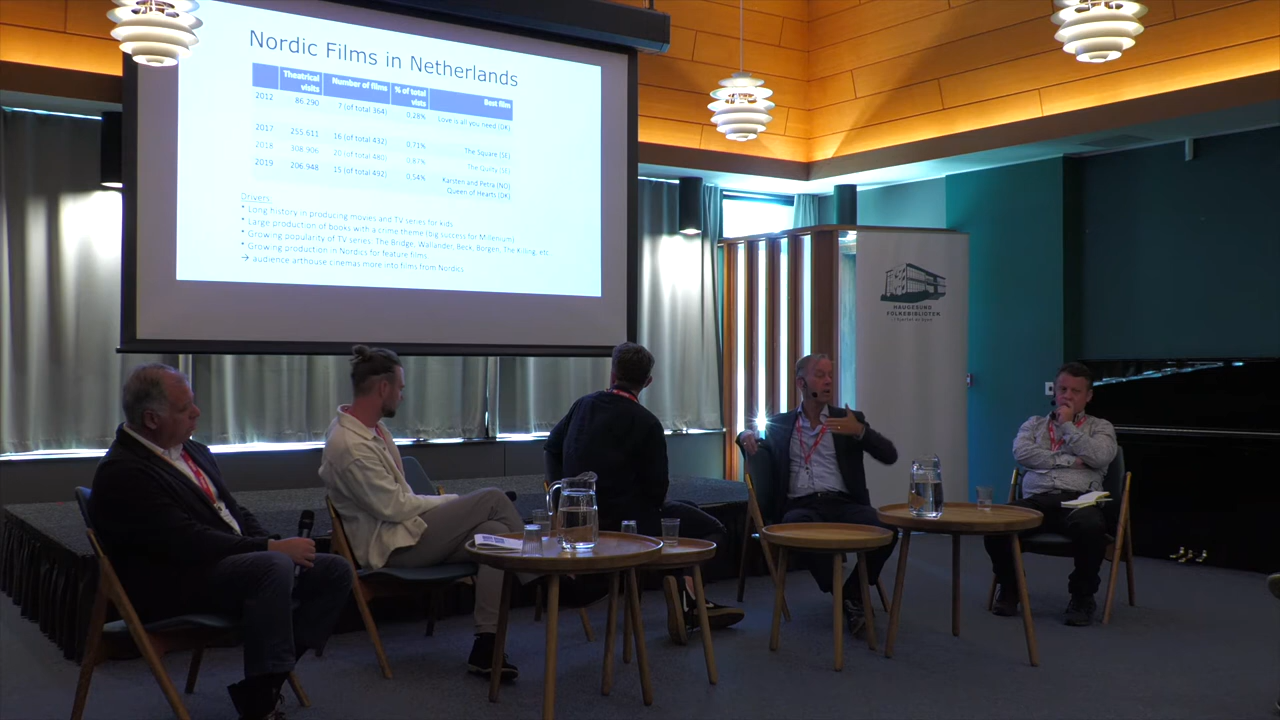 Nordic Films in Netherlands
Theatrical visits Number of films % of total visits Best film
2012 86 290 7 (of total 364) 0,28% Love is all you need (DK)
2017 255.611 16 (of total 432) 0,71% The Square (SE)
2018 308.906 20 (of total 480) 0,87% The Guilty (SE)
2019 206.948 15 (of total 492) 0,54% Karsten and Petra (NO)
Queen of Hearts (DK)
Drivers:
* Long history in producing movies and TV series for kids
* Large production of books with a crime theme (big success for Millenium)
* Growing popularity of TV series: The Bridge, Wallander, Beck, Borgen, The Killing, etc.
* Growing production in Nordics for feature films
→ audience arthouse cinemas more into films from Nordics
HAUGESUND
FOLKEBIBLIOTEK